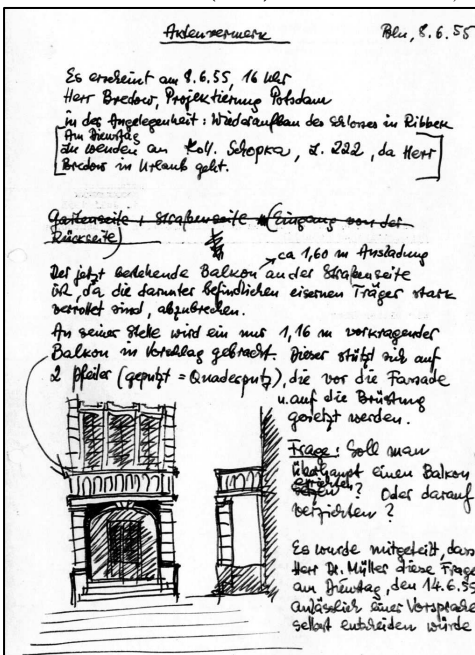 Aktenvermerk
Bln, 8.6.55
Es erscheint am 8.6.55, 16 Uhr
Herr Bredow, Projektierung Potsdam
in der Angelegenheit: Wiederaufbau des Schlosses in Ribbeck
Am Dienstag
zu wenden an Koll. Schopka, Z. 222, da Herr
Bredow in Urlaub geht.
Gartenseite + Straßenseite (Eingang von der
Rückseite)
ca 1,60 m Ausladung
Der jetzt bestehende Balkon an der Straßenseite
ist, da die darunter befindlichen eisernen Träger stark
verrottet sind, abzubrechen.
An seiner Stelle wird ein nur 1,16 m vorkragender
Balkon in Vorschlag gebracht. Dieser stützt sich auf
2 Pfeiler (geputzt = Quaderputz), die vor die Fassade
u. auf die Brüstung
gesetzt werden.
Frage: Soll man
überhaupt einen Balkon
errichten
? Oder darauf
verzichten?
Es wurde mitgeteilt, dass
Herr Dr. Müller diese Frage
am Dienstag, den 14.6.55
anlässlich einer Vorsprache
selbst entscheiden würde